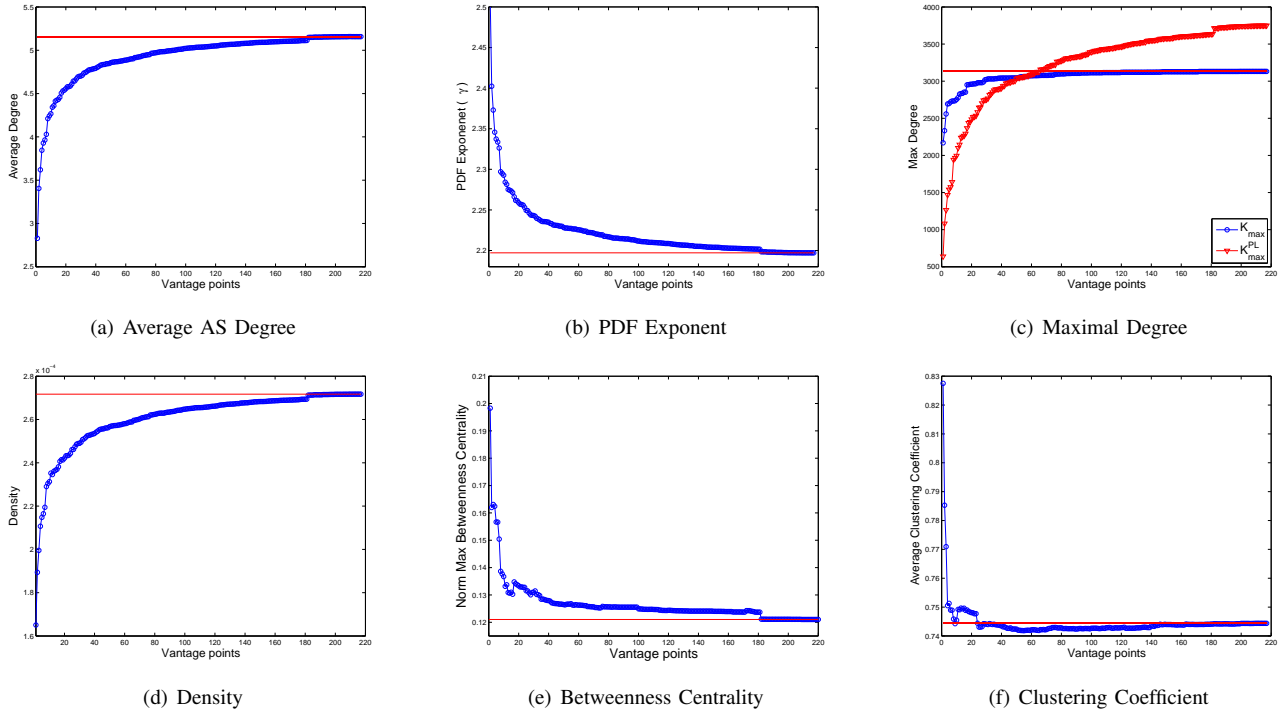 5.5
5
4.5
4
3.5
3
2.5
Average Degree
0 20 40 60 80 100 120 140 160 180 200 220
Vantage points
(a) Average AS Degree
2.5
2.45
2.4
2.35
2.3
2.25
2.2
PDF Exponenet ( γ)
0 20 40 60 80 100 120 140 160 180 200 220
Vantage points
(b) PDF Exponent
4000
3500
3000
2500
2000
1500
1000
500
Max Degree
K max
K PL max
0 20 40 60 80 100 120 140 160 180 200 220
Vantage points
(c) Maximal Degree
x 10^-4
2.8
2.6
2.4
2.2
2
1.8
1.6
Density
0 20 40 60 80 100 120 140 160 180 200 220
Vantage points
(d) Density
0.21
0.2
0.19
0.18
0.17
0.16
0.15
0.14
0.13
0.12
Norm Max Betweenness Centrality
0 20 40 60 80 100 120 140 160 180 200 220
Vantage points
(e) Betweenness Centrality
0.83
0.82
0.81
0.8
0.79
0.78
0.77
0.76
0.75
0.74
Average Clustering Coefficient
0 20 40 60 80 100 120 140 160 180 200 220
Vantage points
(f) Clustering Coefficient